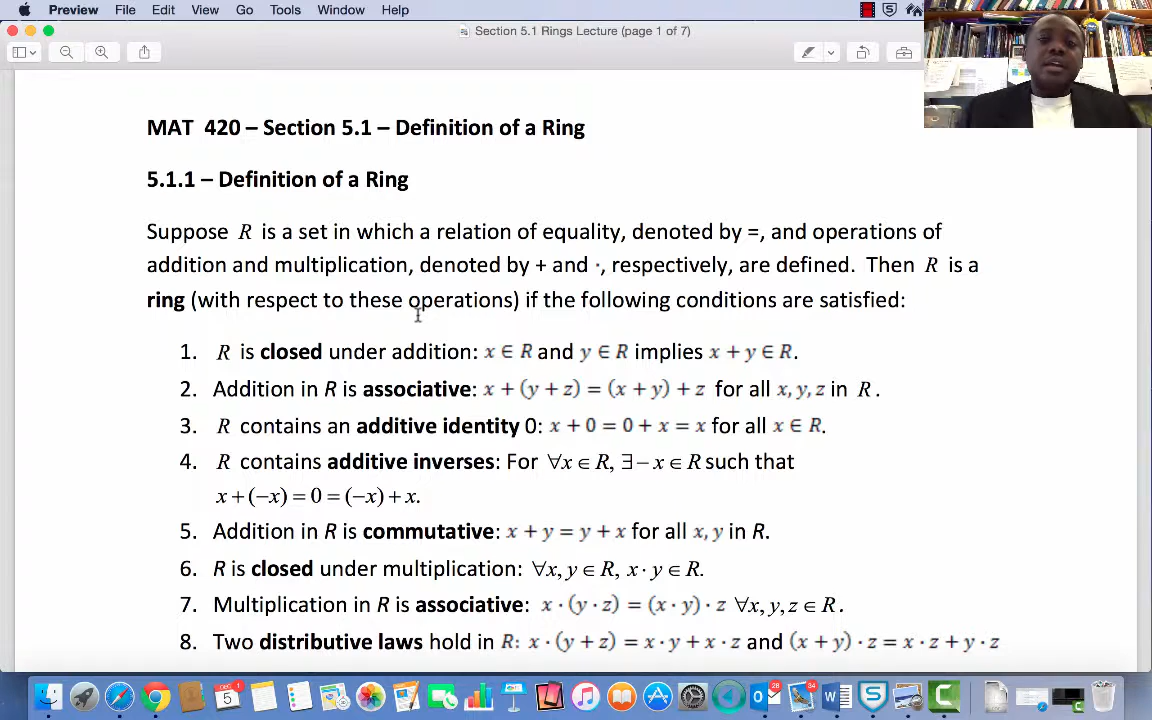 Preview File Edit View Go Tools Window Help
Section 5.1 Rings Lecture (page 1 of 7)
MAT 420 – Section 5.1 – Definition of a Ring
5.1.1 – Definition of a Ring
Suppose R is a set in which a relation of equality, denoted by =, and operations of
addition and multiplication, denoted by + and ·, respectively, are defined. Then R is a
ring (with respect to these operations) if the following conditions are satisfied:
1. R is closed under addition: x ∈ R and y ∈ R implies x + y ∈ R.
2. Addition in R is associative: x + (y + z) = (x + y) + z for all x, y, z in R.
3. R contains an additive identity 0: x + 0 = 0 + x = x for all x ∈ R.
4. R contains additive inverses: For ∀x ∈ R, ∃ − x ∈ R such that
x + (−x) = 0 = (−x) + x.
5. Addition in R is commutative: x + y = y + x for all x, y in R.
6. R is closed under multiplication: ∀x, y ∈ R, x · y ∈ R.
7. Multiplication in R is associative: x · (y · z) = (x · y) · z ∀x, y, z ∈ R.
8. Two distributive laws hold in R: x · (y + z) = x · y + x · z and (x + y) · z = x · z + y · z